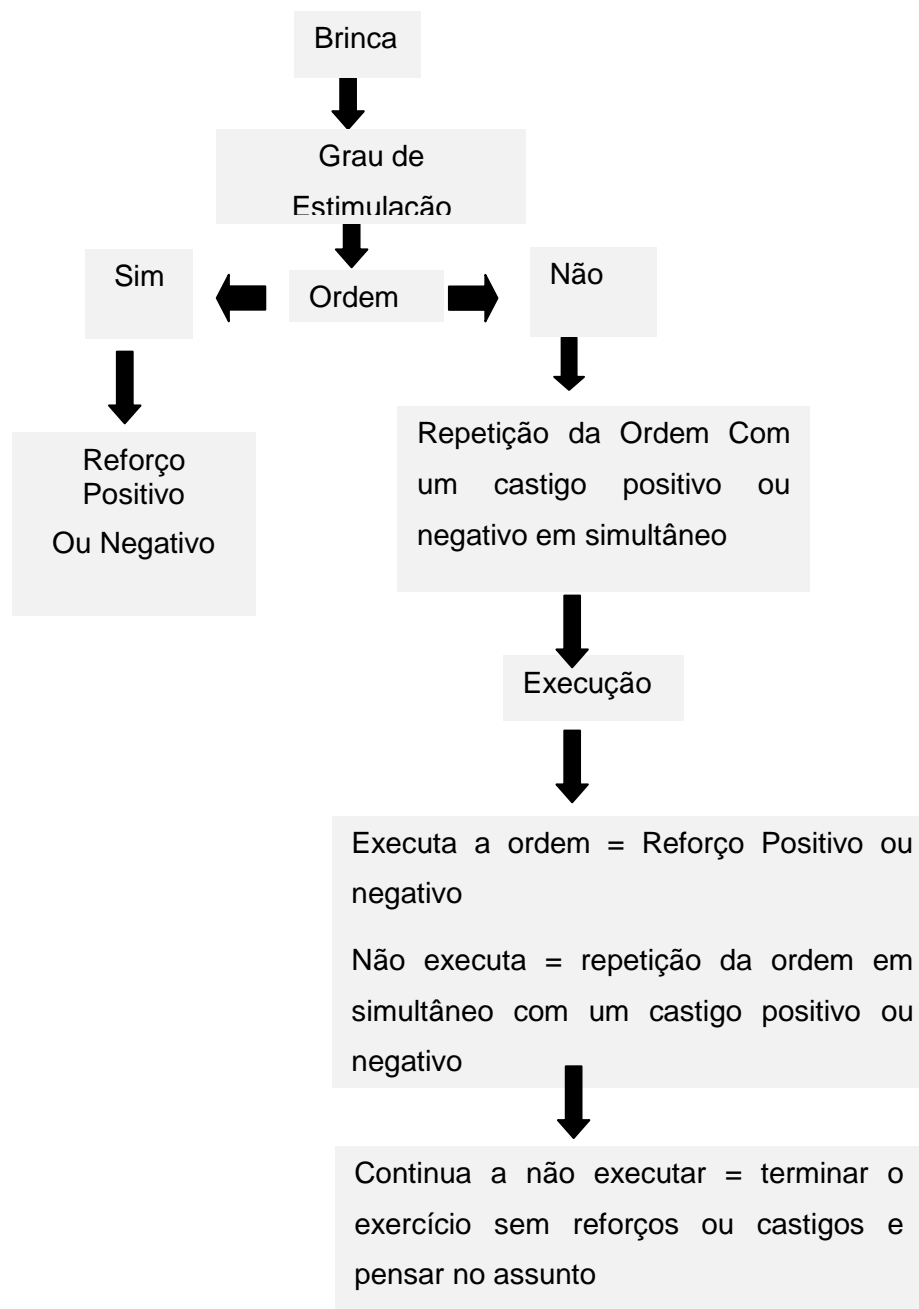 Brinca
Grau de
Estimulação
Sim
Ordem
Não
Reforço
Positivo
Ou Negativo
Repetição da Ordem Com
um castigo positivo ou
negativo em simultâneo
Execução
Executa a ordem = Reforço Positivo ou
negativo
Não executa = repetição da ordem em
simultâneo com um castigo positivo ou
negativo
Continua a não executar = terminar o
exercício sem reforços ou castigos e
pensar no assunto